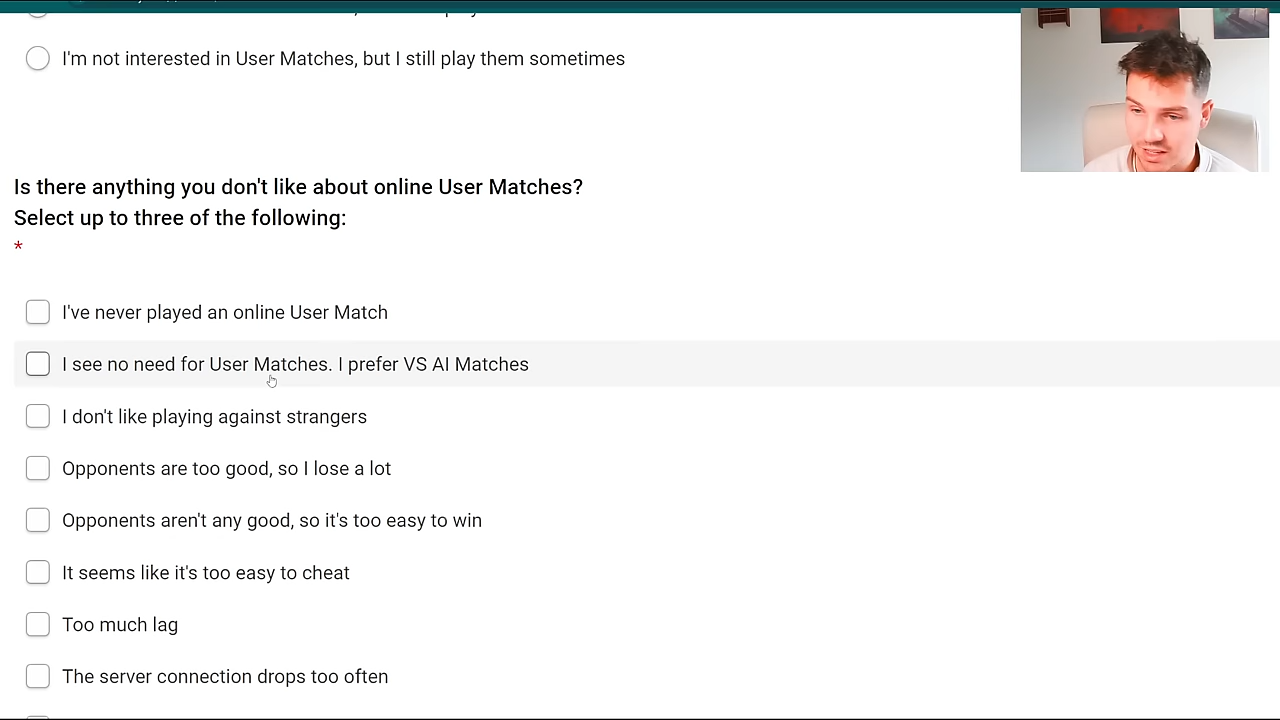 I'm not interested in User Matches, but I still play them sometimes
Is there anything you don't like about online User Matches?
Select up to three of the following:
*
I've never played an online User Match
I see no need for User Matches. I prefer VS AI Matches
I don't like playing against strangers
Opponents are too good, so I lose a lot
Opponents aren't any good, so it's too easy to win
It seems like it's too easy to cheat
Too much lag
The server connection drops too often